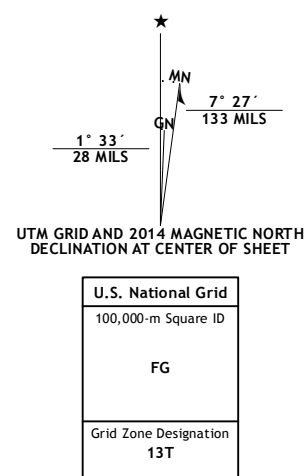 ★
MN
7° 27´
133 MILS
GN
1° 33´
28 MILS
UTM GRID AND 2014 MAGNETIC NORTH
DECLINATION AT CENTER OF SHEET
U.S. National Grid
100,000-m Square ID
FG
Grid Zone Designation
13T